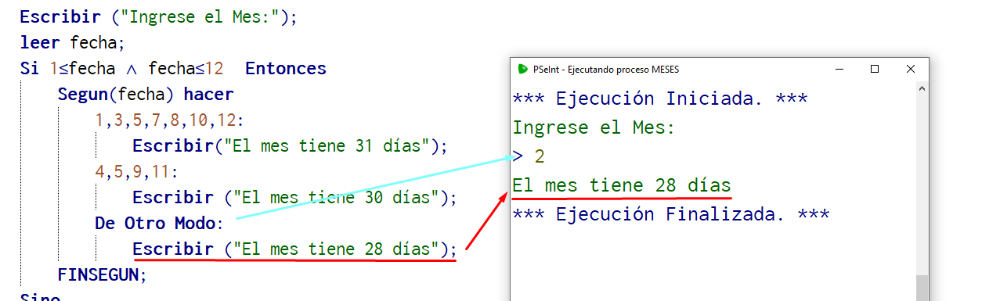 Escribir ("Ingrese el Mes:");
leer fecha;
Si 1≤fecha ∧ fecha≤12 Entonces
Segun(fecha) hacer
1,3,5,7,8,10,12:
Escribir("El mes tiene 31 días");
4,5,9,11:
Escribir ("El mes tiene 30 días");
De Otro Modo:
Escribir ("El mes tiene 28 días");
FINSEGUN;
Sino
PSeInt - Ejecutando proceso MESES
*** Ejecución Iniciada. ***
Ingrese el Mes:
> 2
El mes tiene 28 días
*** Ejecución Finalizada. ***